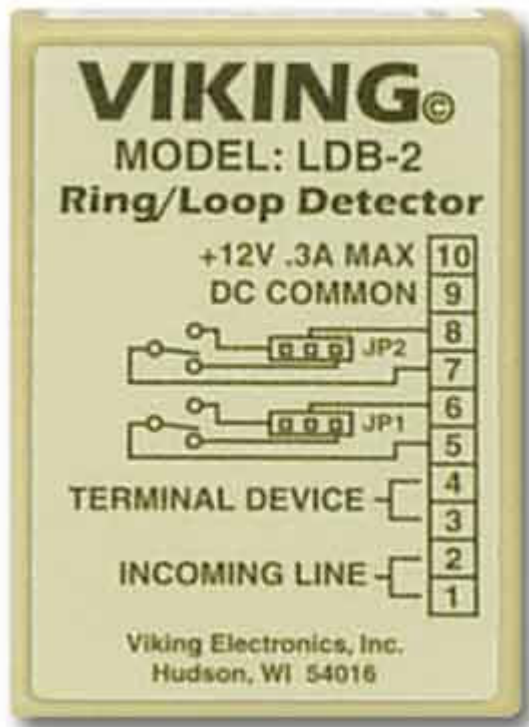 VIKING©
MODEL: LDB-2
Ring/Loop Detector
+12V .3A MAX 10
DC COMMON 9
8
JP2
7
6
JP1
5
TERMINAL DEVICE 4
3
INCOMING LINE 2
1
Viking Electronics, Inc.
Hudson, WI 54016